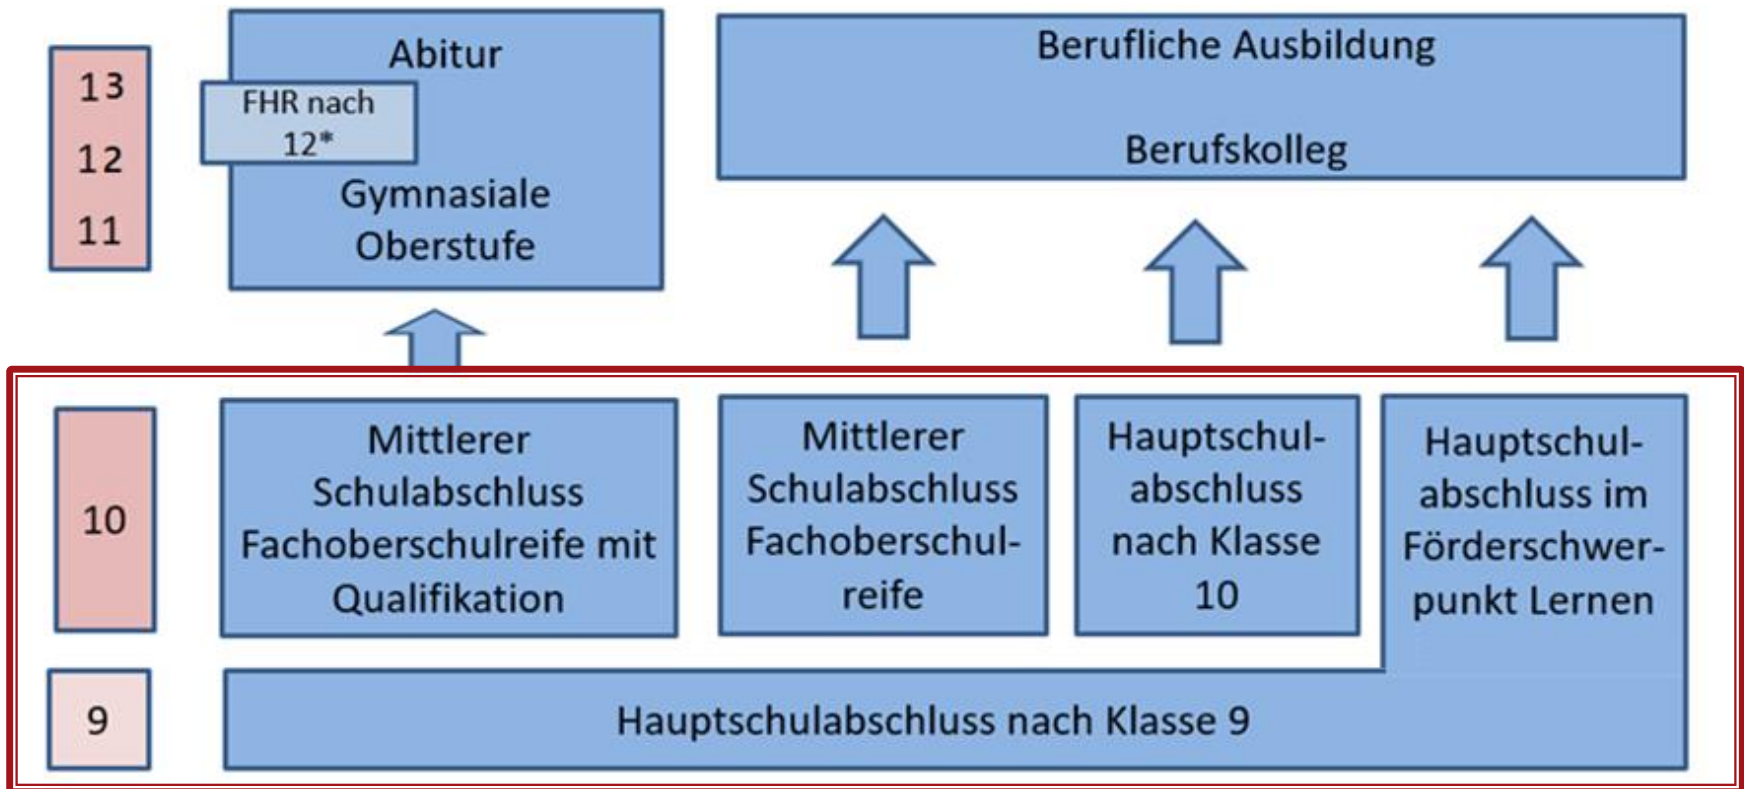 13
12
11
Abitur
FHR nach
12*
Gymnasiale
Oberstufe
Berufliche Ausbildung
Berufskolleg
10
Mittlerer
Schulabschluss
Fachoberschulreife mit
Qualifikation
Mittlerer
Schulabschluss
Fachoberschul-
reife
Hauptschul-
abschluss
nach Klasse
10
Hauptschul-
abschluss im
Förderschwer-
punkt Lernen
9
Hauptschulabschluss nach Klasse 9